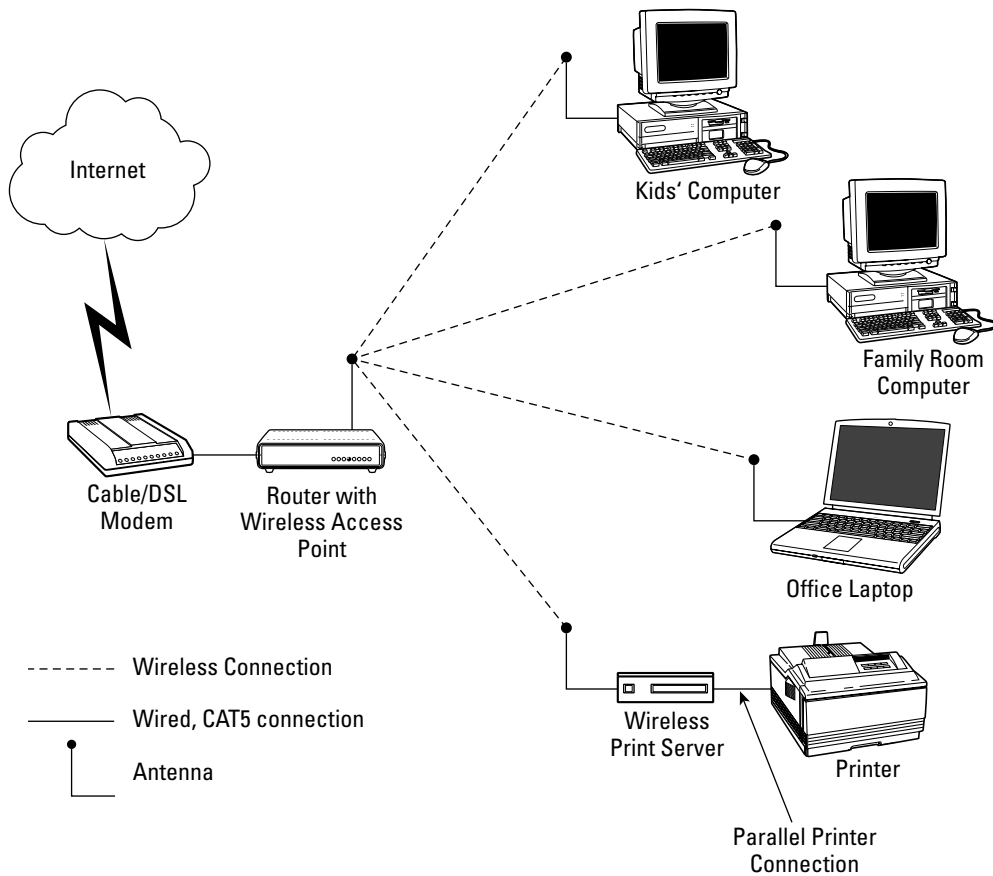 Internet
Kids‘ Computer
Family Room
Computer
Cable/DSL
Modem
Router with
Wireless Access
Point
Office Laptop
Wireless Connection
Wired, CAT5 connection
Antenna
Wireless
Print Server
Printer
Parallel Printer
Connection